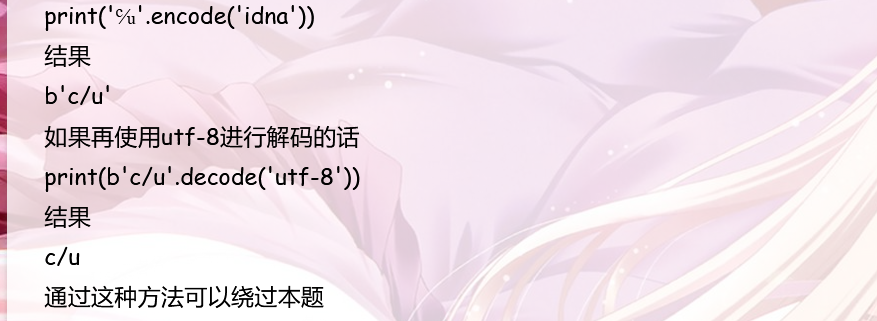 print('℆'.encode('idna'))
结果
b'c/u'
如果再使用utf-8进行解码的话
print(b'c/u'.decode('utf-8'))
结果
c/u
通过这种方法可以绕过本题